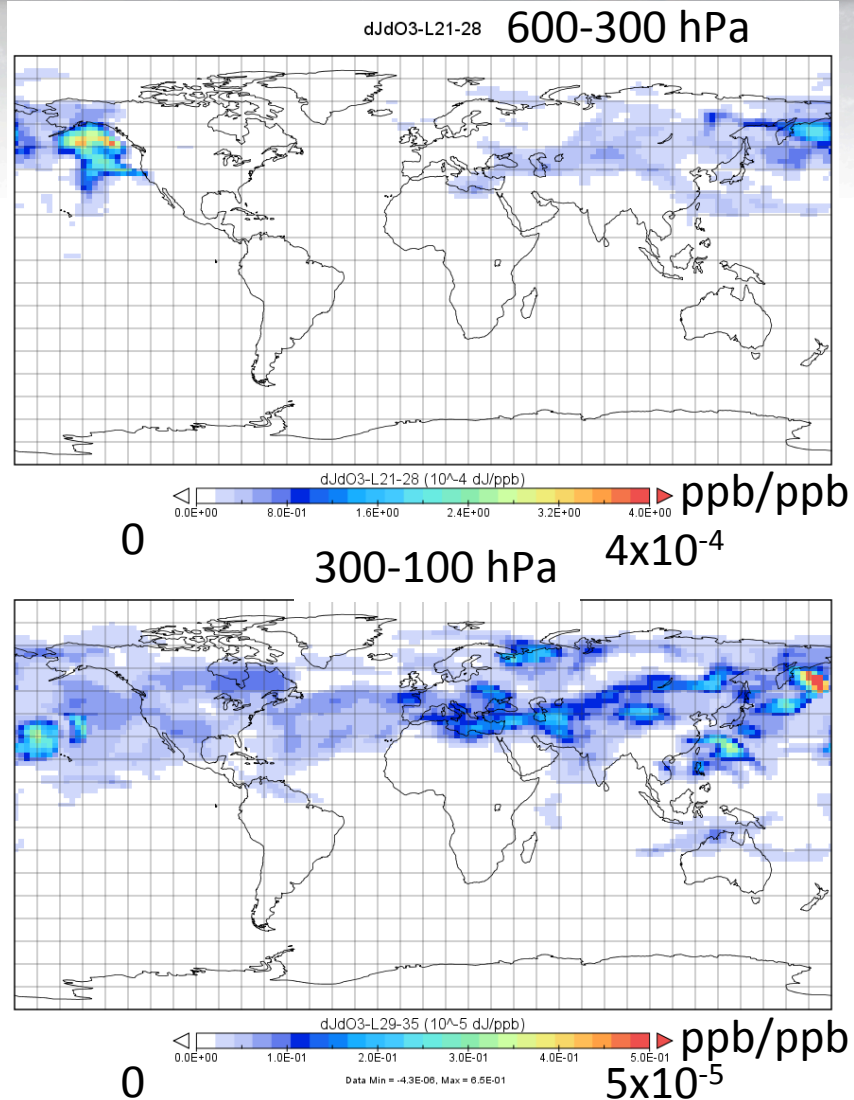 dJdO3-L21-28 600-300 hPa
dJdO3-L21-28 (10^-4 dJ/ppb)
0.0E+00 8.0E-01 1.6E+00 2.4E+00 3.2E+00 4.0E+00 ppb/ppb
0 4x10-4
300-100 hPa
dJdO3-L29-35 (10^-5 dJ/ppb)
0.0E+00 1.0E-01 2.0E-01 3.0E-01 4.0E-01 5.0E-01 ppb/ppb
0 Data Min = -4.3E-06, Max = 6.5E-01 5x10-5